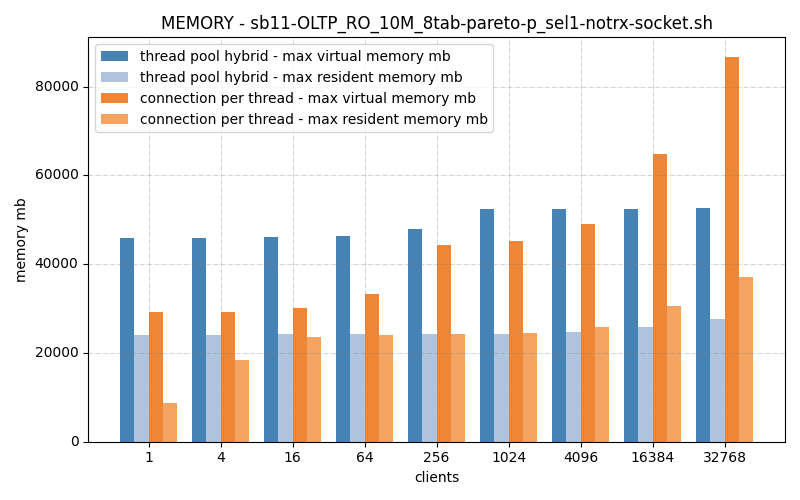 MEMORY - sb11-OLTP_RO_10M_8tab-pareto-p_sel1-notrx-socket.sh
thread pool hybrid - max virtual memory mb
thread pool hybrid - max resident memory mb
connection per thread - max virtual memory mb
connection per thread - max resident memory mb
memory mb
80000
60000
40000
20000
0
1 4 16 64 256 1024 4096 16384 32768
clients